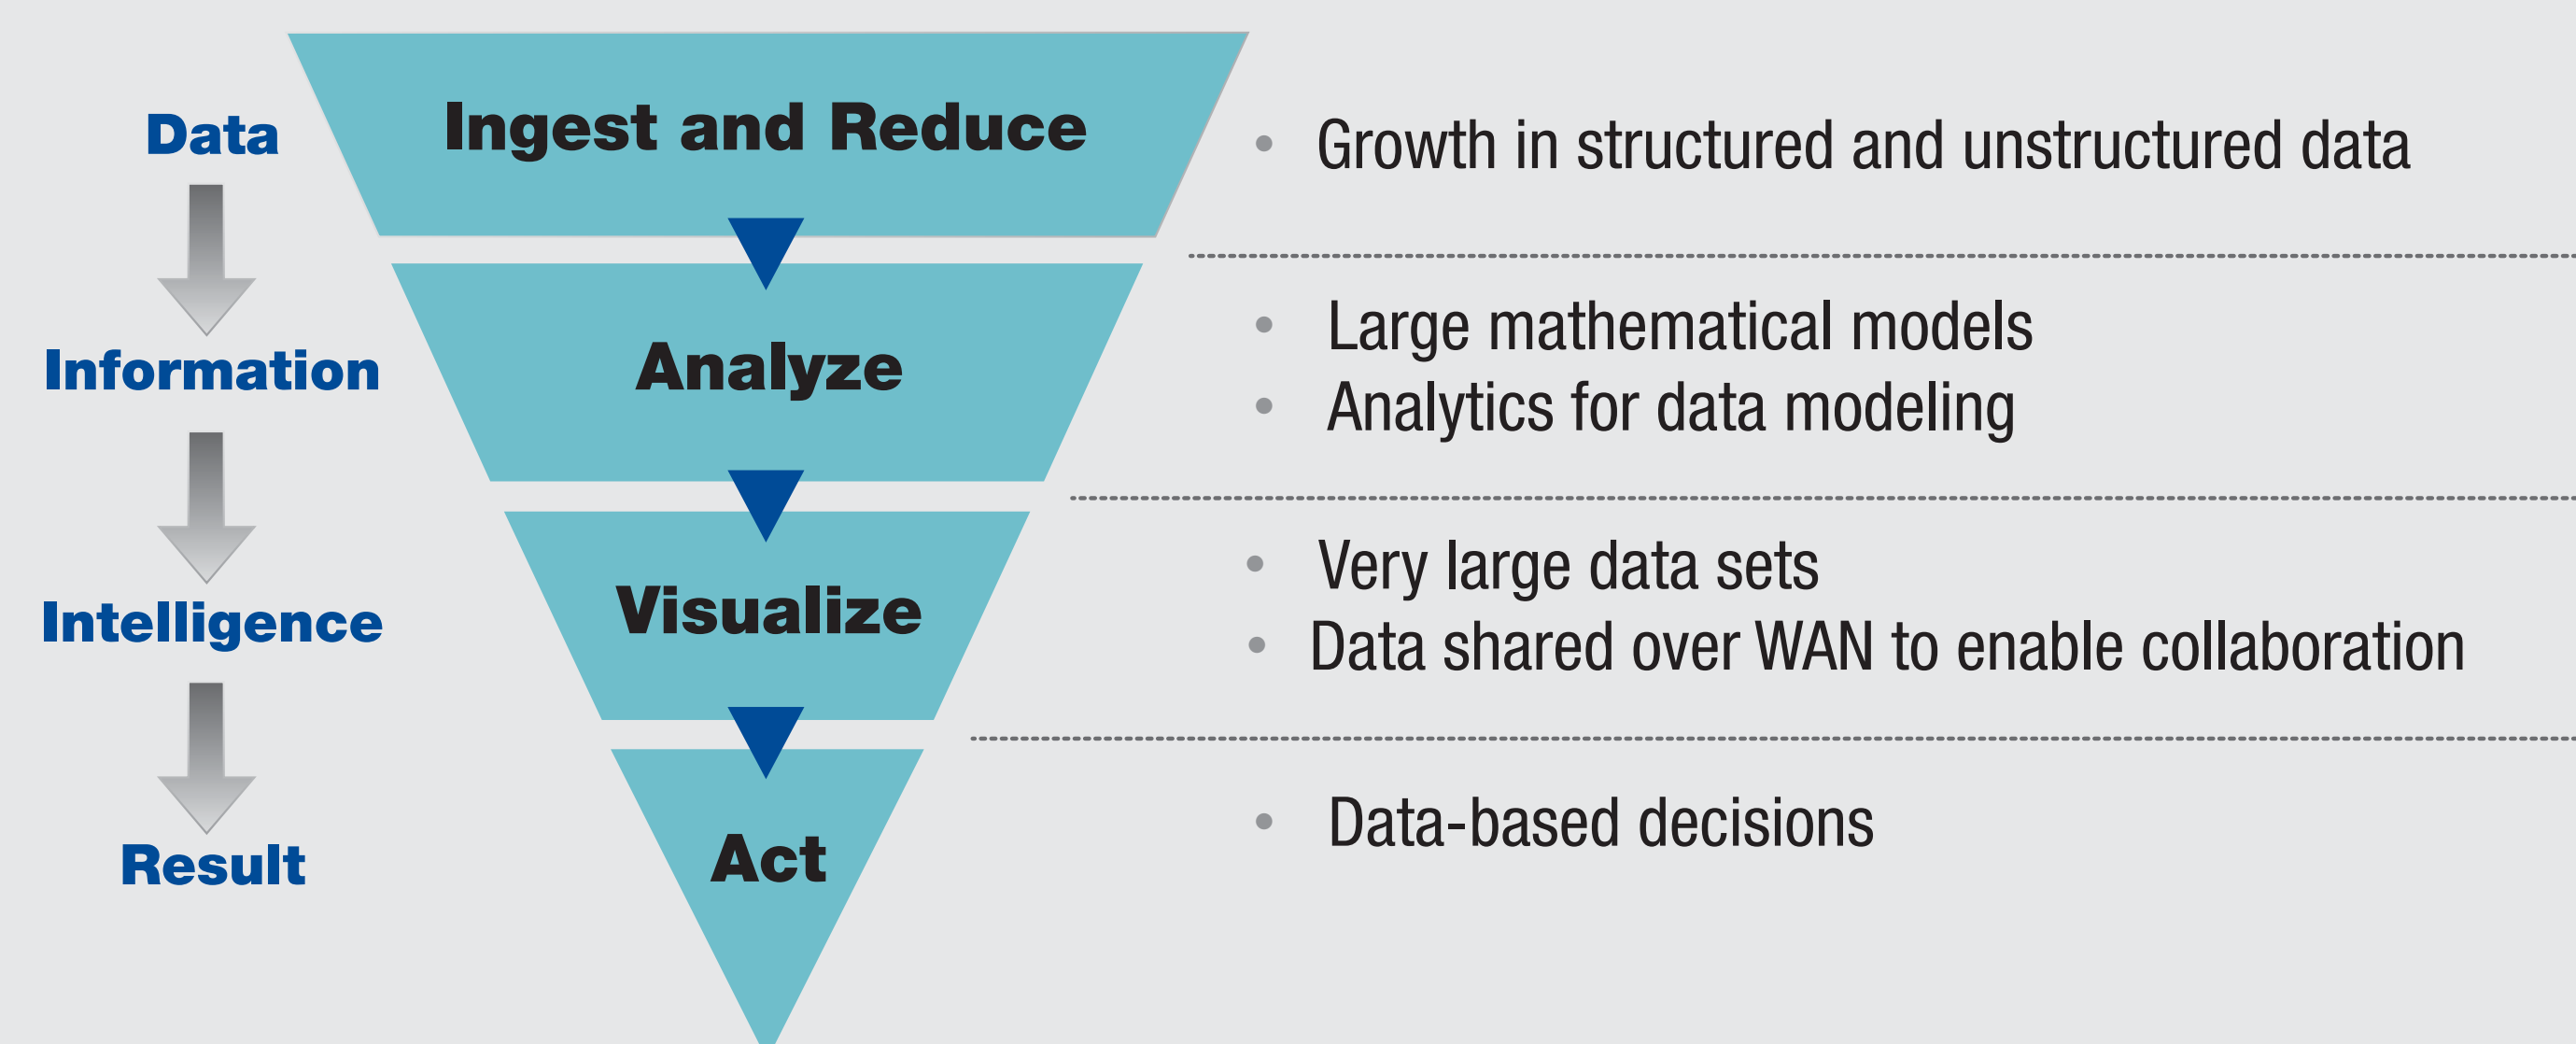 Data
Ingest and Reduce
• Growth in structured and unstructured data
Information
Analyze
• Large mathematical models
• Analytics for data modeling
Intelligence
Visualize
• Very large data sets
• Data shared over WAN to enable collaboration
Result
Act
• Data-based decisions